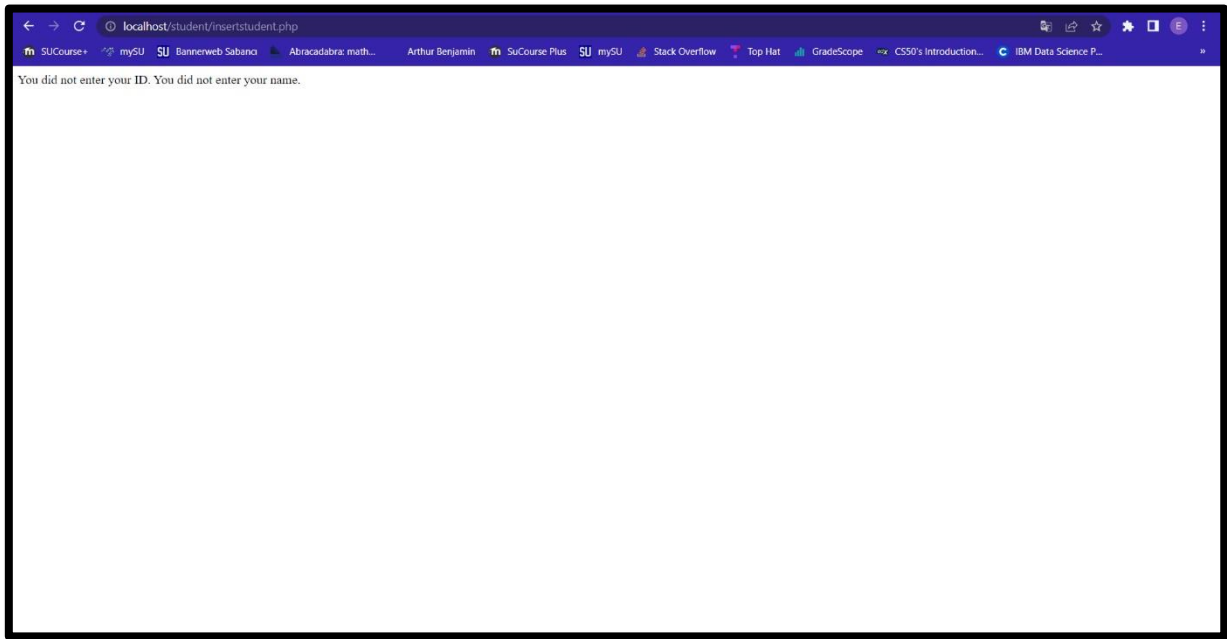 localhost/student/insertstudent.php
E
SUCourse+ mySU SU Bannerweb Sabancı Abracadabra: math... Arthur Benjamin SuCourse Plus SU mySU Stack Overflow Top Hat GradeScope CS50's Introduction... C IBM Data Science P... »
You did not enter your ID. You did not enter your name.